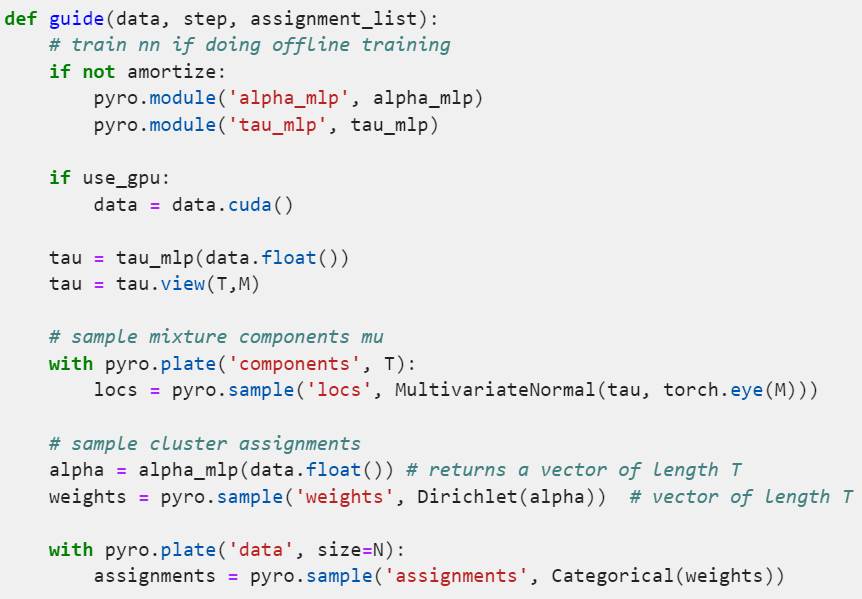 def guide(data, step, assignment_list):
    # train nn if doing offline training
    if not amortize:
        pyro.module('alpha_mlp', alpha_mlp)
        pyro.module('tau_mlp', tau_mlp)

    if use_gpu:
        data = data.cuda()

    tau = tau_mlp(data.float())
    tau = tau.view(T,M)

    # sample mixture components mu
    with pyro.plate('components', T):
        locs = pyro.sample('locs', MultivariateNormal(tau, torch.eye(M)))

    # sample cluster assignments
    alpha = alpha_mlp(data.float()) # returns a vector of length T
    weights = pyro.sample('weights', Dirichlet(alpha))  # vector of length T

    with pyro.plate('data', size=N):
        assignments = pyro.sample('assignments', Categorical(weights))